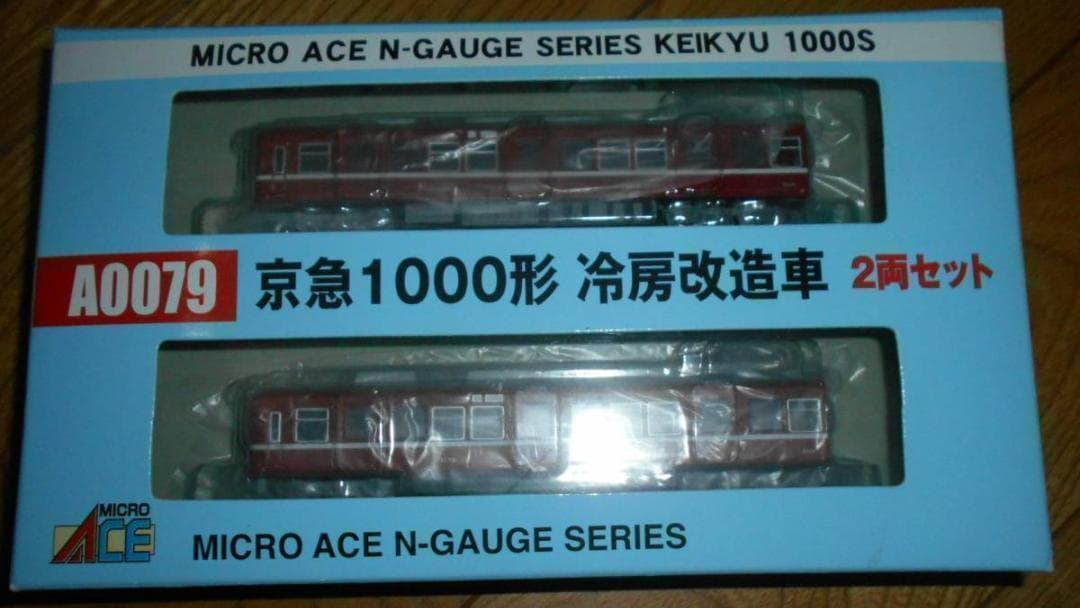 MICRO ACE N-GAUGE SERIES KEIKYU 1000S
A0079 京急1000形 冷房改造車 2両セット
MICRO
ACE
MICRO ACE N-GAUGE SERIES